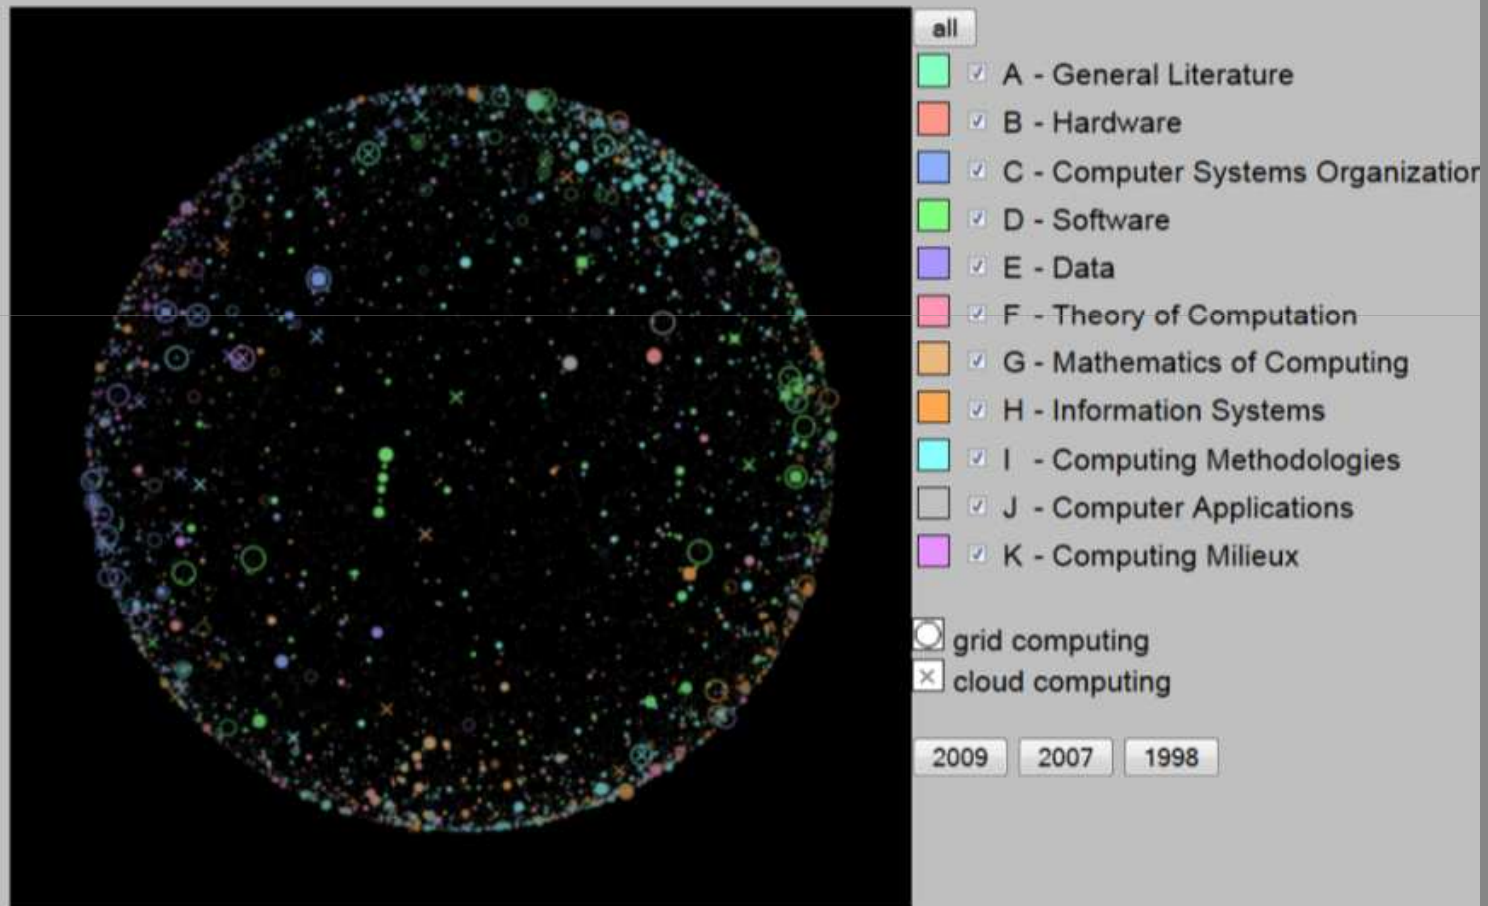 all
A - General Literature
B - Hardware
C - Computer Systems Organization
D - Software
E - Data
F - Theory of Computation
G - Mathematics of Computing
H - Information Systems
I - Computing Methodologies
J - Computer Applications
K - Computing Milieux
grid computing
cloud computing
2009 2007 1998